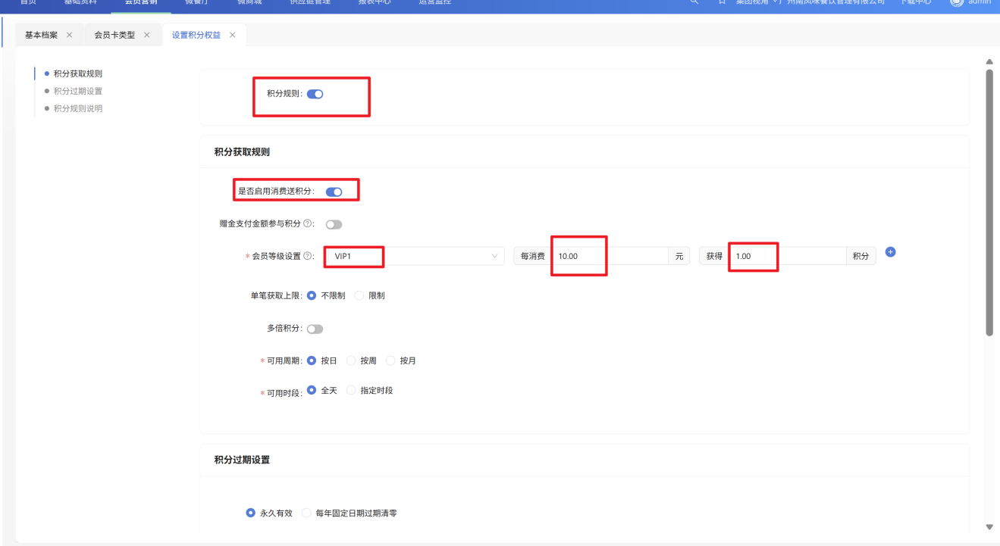 首页 基础资料 会员营销 微餐厅 微商城 供应链管理 报表中心 运营监控 集团视角 广州南风味餐饮管理有限公司 下载中心 admin
基本档案 会员卡类型 设置积分权益
积分获取规则
积分过期设置
积分规则说明
积分规则:
积分获取规则
是否启用消费送积分:
赠金支付金额参与积分 :
* 会员等级设置 : VIP1 每消费 10.00 元 获得 1.00 积分
单笔获取上限: 不限制 限制
多倍积分:
* 可用周期: 按日 按周 按月
* 可用时段: 全天 指定时段
积分过期设置
永久有效 每年固定日期过期清零